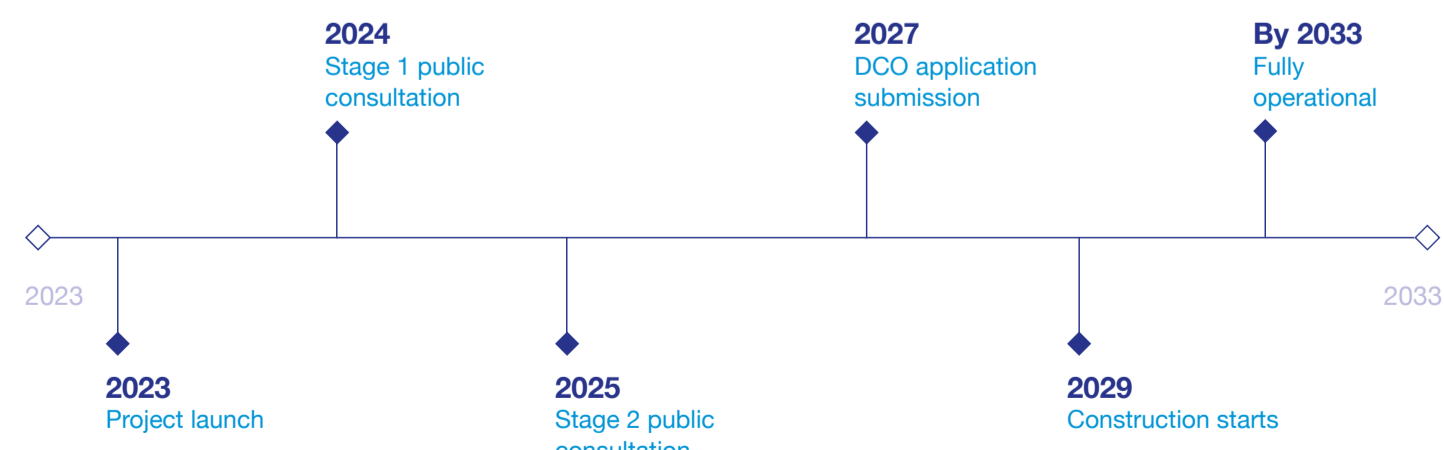 2024
Stage 1 public
consultation
2027
DCO application
submission
By 2033
Fully
operational
2023
2033
2023
Project launch
2025
Stage 2 public
consultation
2029
Construction starts